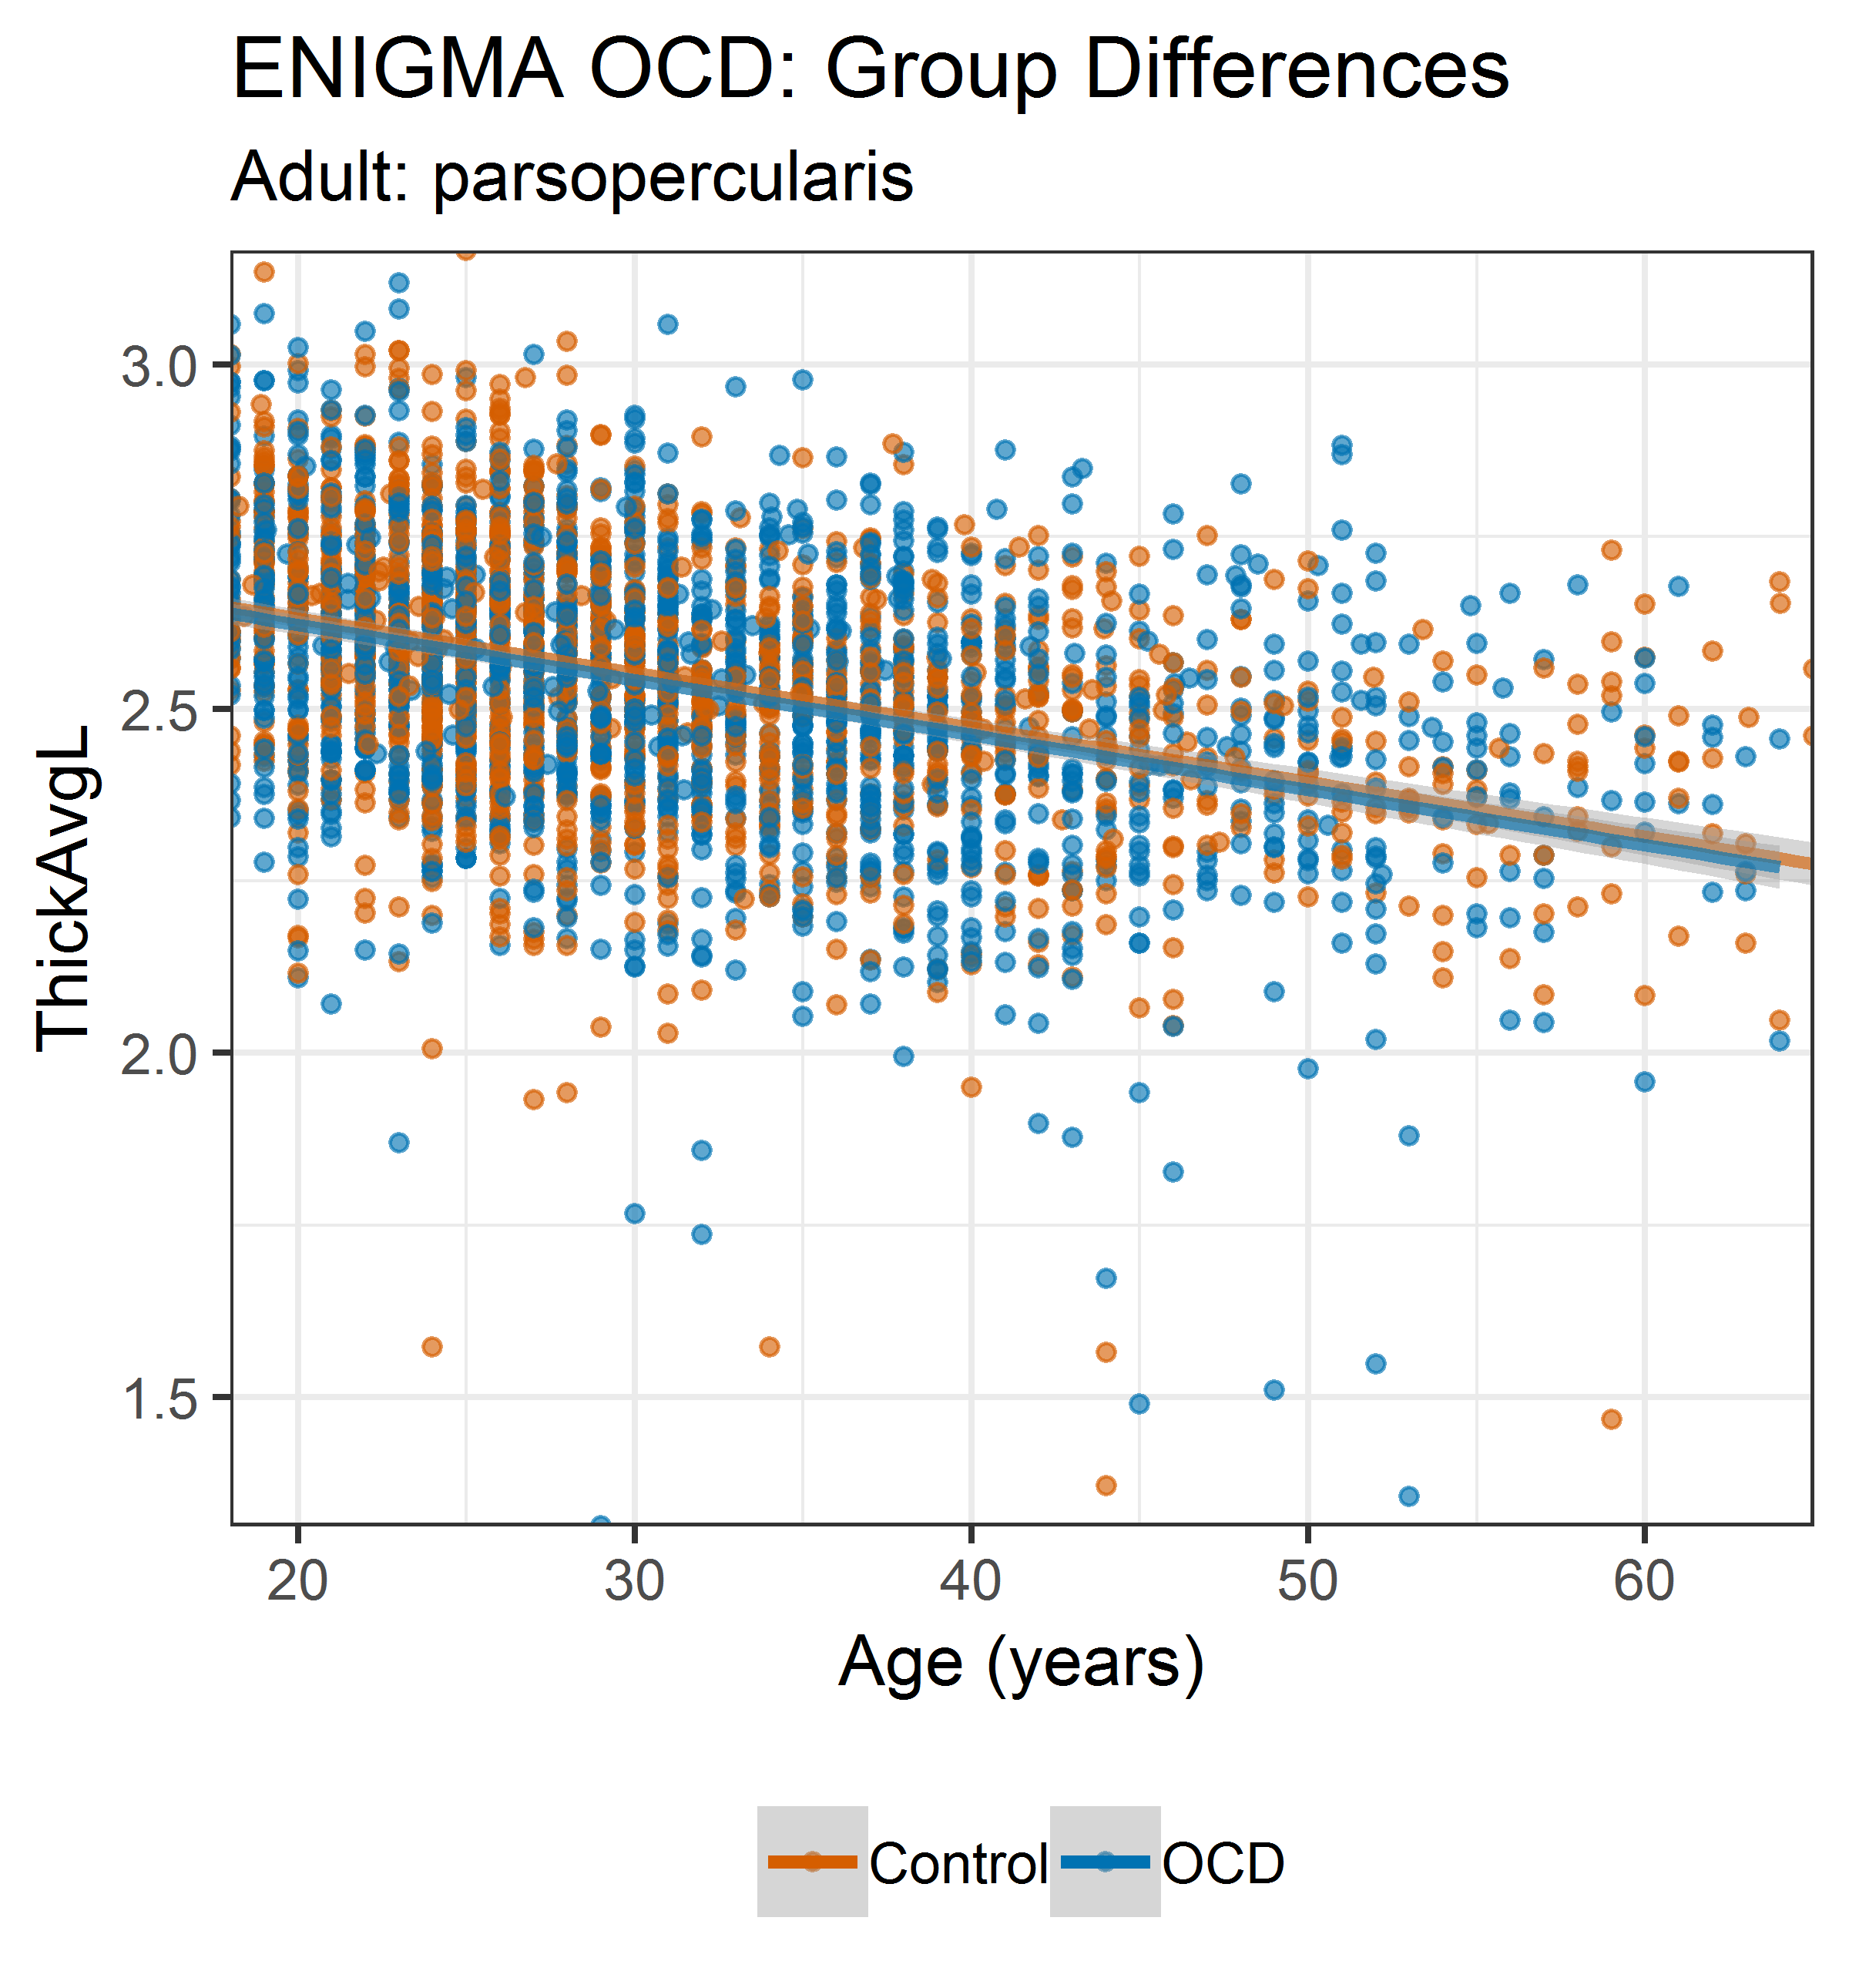 ENIGMA OCD: Group Differences
Adult: parsopercularis
ThickAvgL
3.0
2.5
2.0
1.5
20 30 40 50 60
Age (years)
Control OCD